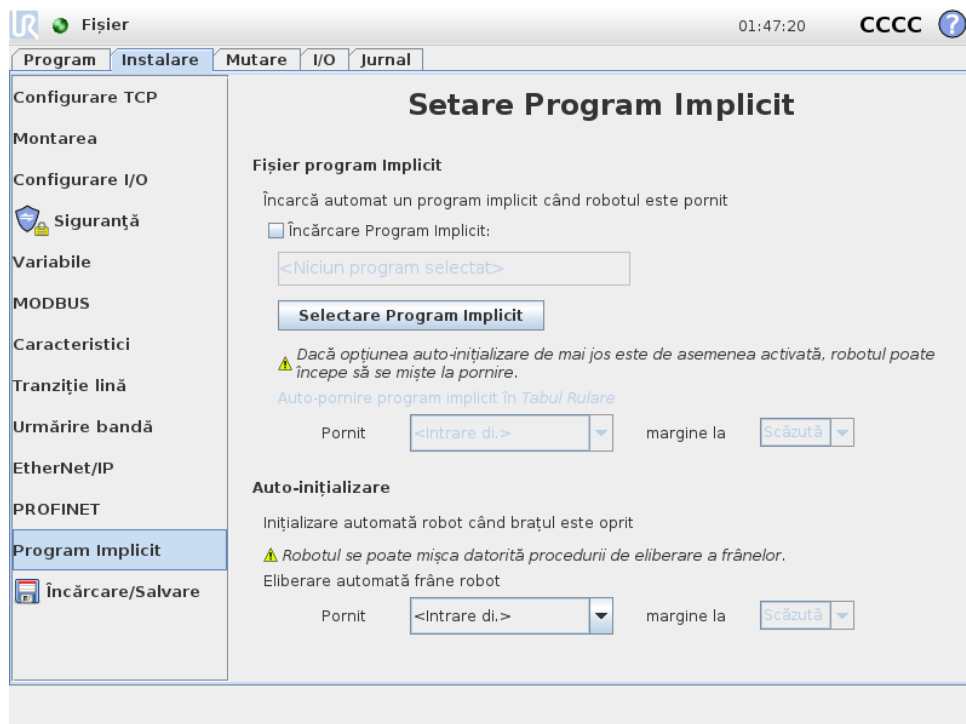 UR Fișier 01:47:20 CCCC ?
Program Instalare Mutare I/O Jurnal
Configurare TCP
Montarea
Configurare I/O
Siguranţă
Variabile
MODBUS
Caracteristici
Tranziție lină
Urmărire bandă
EtherNet/IP
PROFINET
Program Implicit
Încărcare/Salvare
Setare Program Implicit
Fișier program Implicit
Încarcă automat un program implicit când robotul este pornit
Încărcare Program Implicit:
<Niciun program selectat>
Selectare Program Implicit
Dacă opțiunea auto-inițializare de mai jos este de asemenea activată, robotul poate
începe să se miște la pornire.
Auto-pornire program implicit în Tabul Rulare
Pornit <Intrare di.> margine la Scăzută
Auto-inițializare
Inițializare automată robot când brațul este oprit
Robotul se poate mișca datorită procedurii de eliberare a frânelor.
Eliberare automată frâne robot
Pornit <Intrare di.> margine la Scăzută